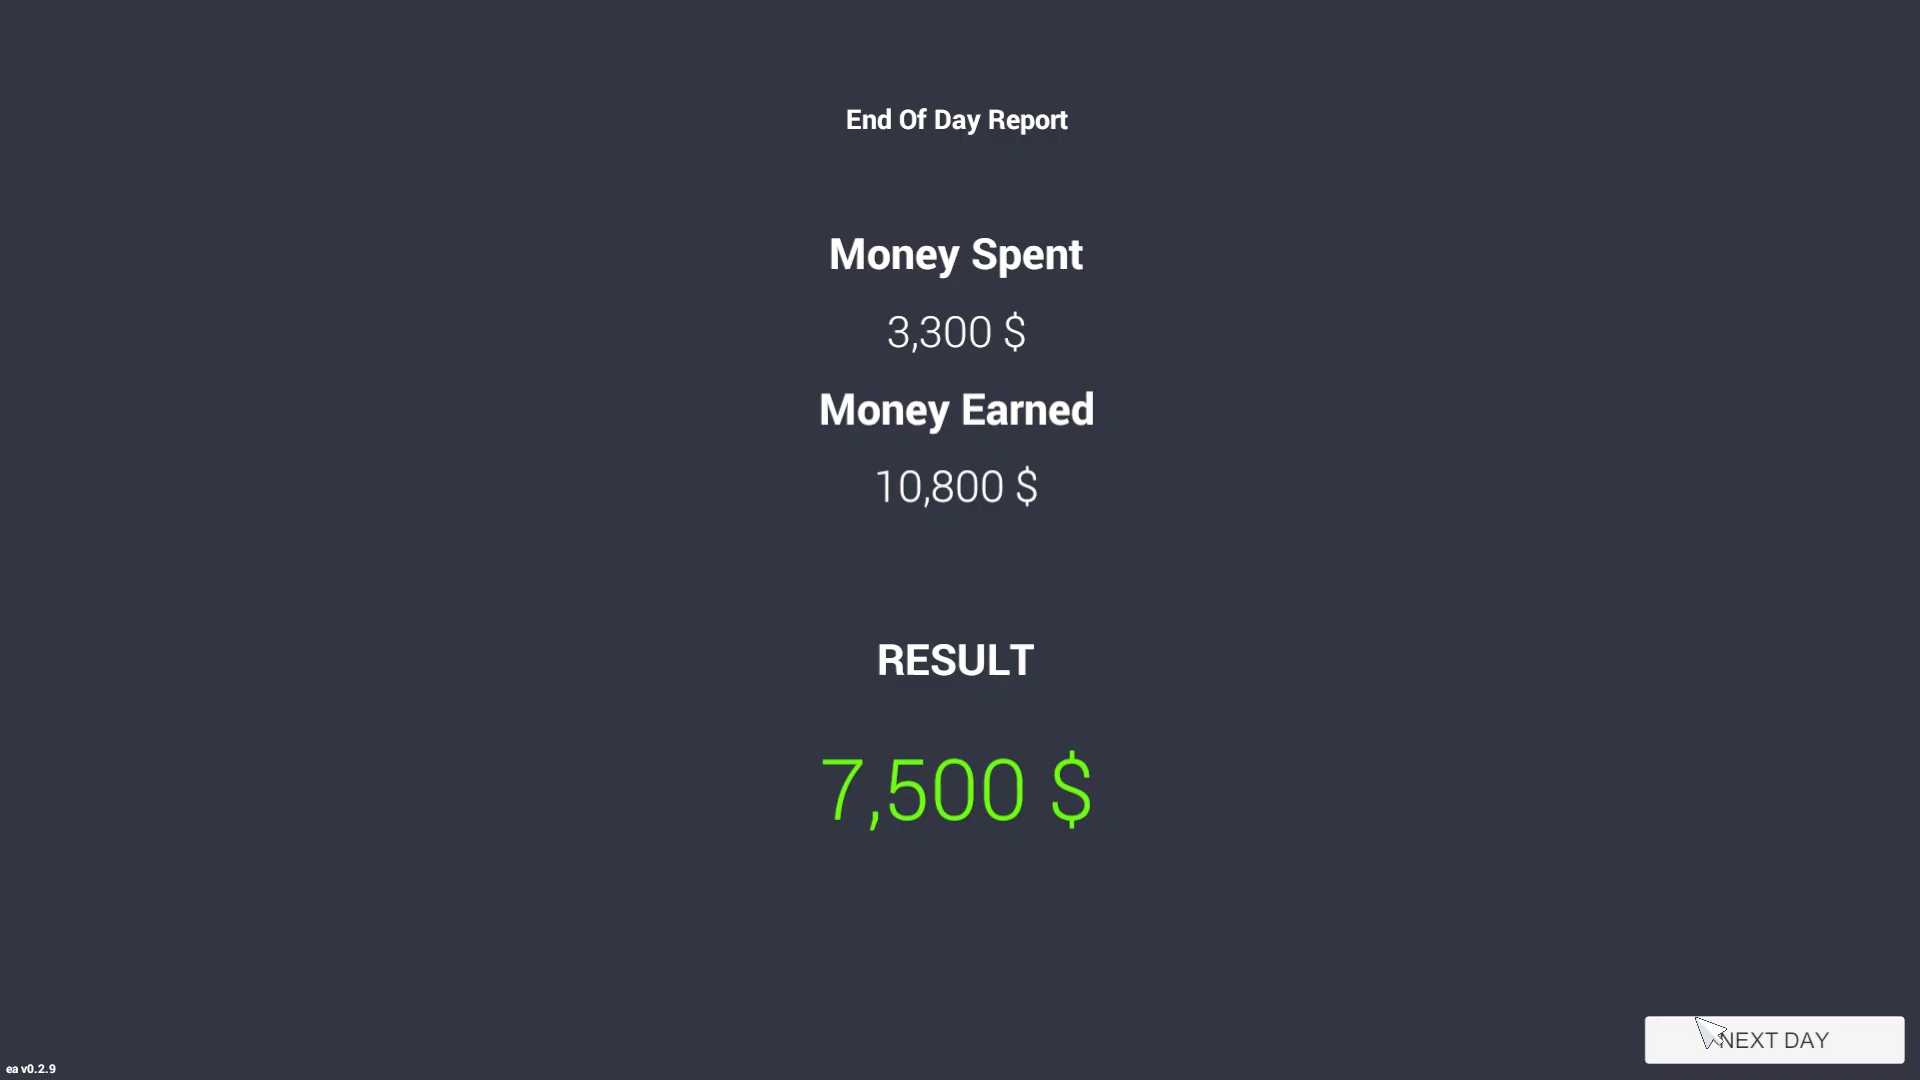 End Of Day Report
Money Spent
3,300 $
Money Earned
10,800 $
RESULT
7,500 $
NEXT DAY
ea v0.2.9